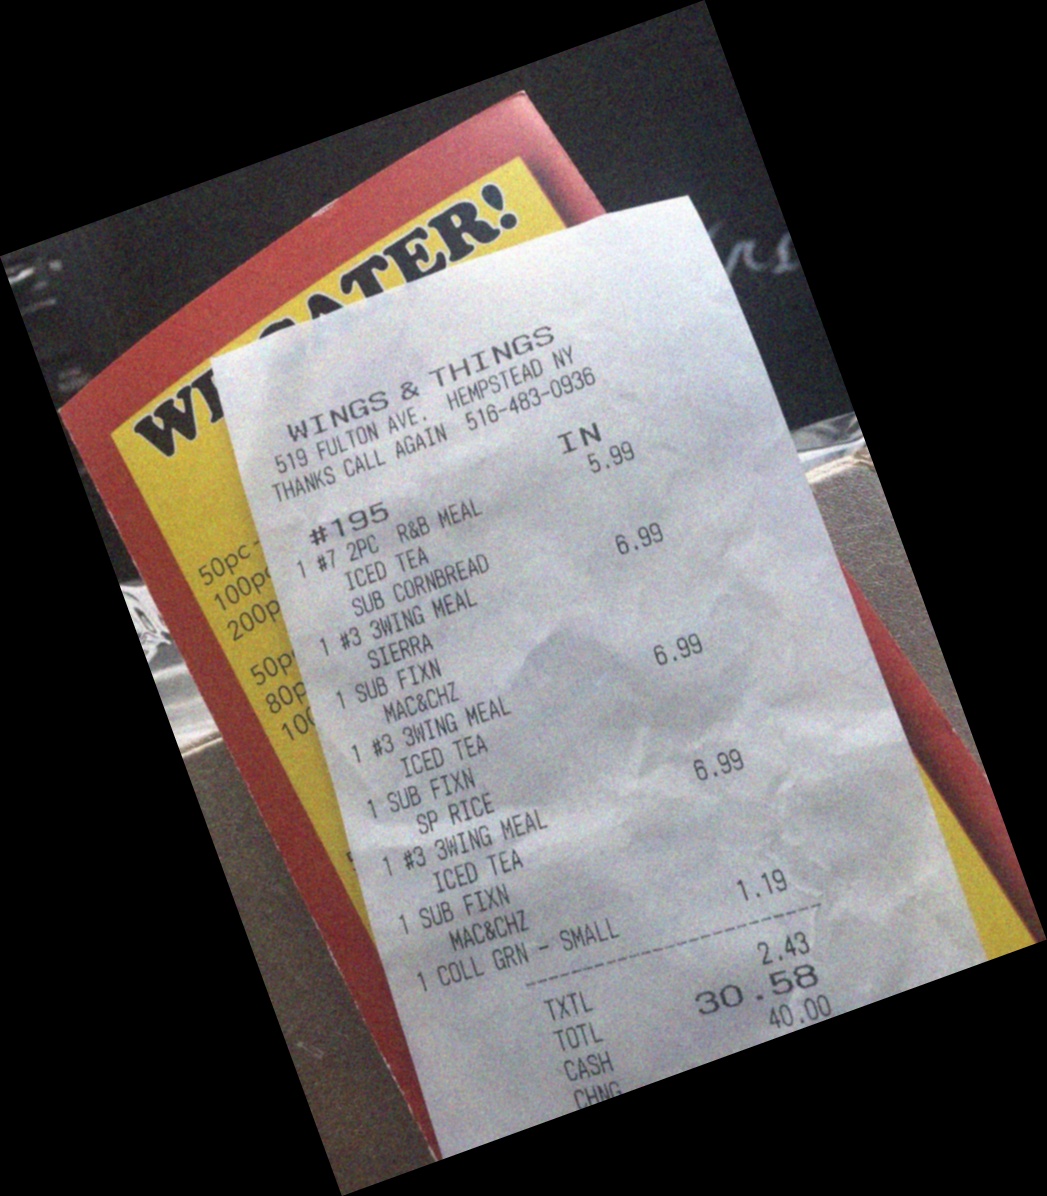 CATER!
50pc -
100pc
200p
50p
80p
100
WINGS & THINGS
519 FULTON AVE. HEMPSTEAD NY
THANKS CALL AGAIN 516-483-0936
IN
#195
1 #7 2PC R&B MEAL 5.99
ICED TEA
SUB CORNBREAD
1 #3 3WING MEAL 6.99
SIERRA
1 SUB FIXN
MAC&CHZ
1 #3 3WING MEAL 6.99
ICED TEA
1 SUB FIXN
SP RICE
1 #3 3WING MEAL 6.99
ICED TEA
1 SUB FIXN
MAC&CHZ
1 COLL GRN - SMALL 1.19
TXTL 2.43
TOTL 30.58
CASH 40.00
CHNG